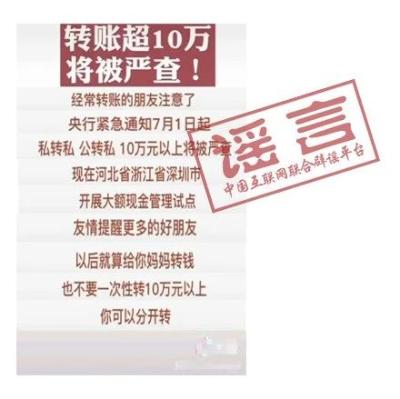 转账超10万
将被严查！
经常转账的朋友注意了
央行紧急通知7月1日起
私转私 公转私 10万元以上将被严查
现在河北省浙江省深圳市
开展大额现金管理试点
友情提醒更多的好朋友
以后就算给你妈妈转钱
也不要一次性转10万元以上
你可以分开转
谣言
中国互联网联合辟谣平台